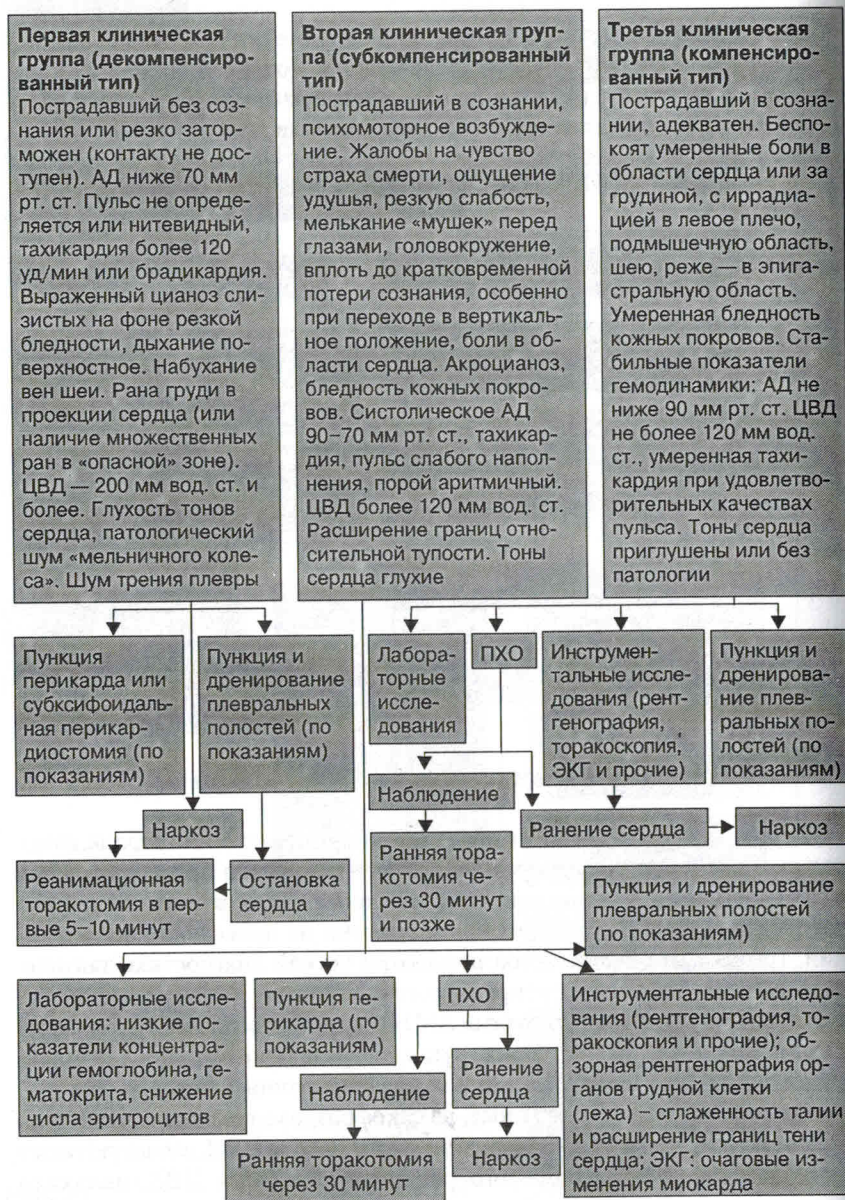 Первая клиническая
группа (декомпенсиро-
ванный тип)
Пострадавший без соз-
нания или резко затор-
можен (контакту не дос-
тупен). АД ниже 70 мм
рт. ст. Пульс не опреде-
ляется или нитевидный,
тахикардия более 120
уд/мин или брадикардия.
Выраженный цианоз сли-
зистых на фоне резкой
бледности, дыхание по-
верхностное. Набухание
вен шеи. Рана груди в
проекции сердца (или
наличие множественных
ран в «опасной» зоне).
ЦВД — 200 мм вод. ст. и
более. Глухость тонов
сердца, патологический
шум «мельничного коле-
са». Шум трения плевры
Вторая клиническая груп-
па (субкомпенсированный
тип)
Пострадавший в сознании,
психомоторное возбужде-
ние. Жалобы на чувство
страха смерти, ощущение
удушья, резкую слабость,
мелькание «мушек» перед
глазами, головокружение,
вплоть до кратковременной
потери сознания, особенно
при переходе в вертикаль-
ное положение, боли в об-
ласти сердца. Акроцианоз,
бледность кожных покро-
вов. Систолическое АД
90–70 мм рт. ст., тахикар-
дия, пульс слабого напол-
нения, порой аритмичный.
ЦВД более 120 мм вод. ст.
Расширение границ отно-
сительной тупости. Тоны
сердца глухие
Третья клиническая
группа (компенсиро-
ванный тип)
Пострадавший в созна-
нии, адекватен. Беспо-
коят умеренные боли в
области сердца или за
грудиной, с иррадиа-
цией в левое плечо,
подмышечную область,
шею, реже — в эпига-
стральную область.
Умеренная бледность
кожных покровов. Ста-
бильные показатели
гемодинамики: АД не
ниже 90 мм рт. ст. ЦВД
не более 120 мм вод.
ст., умеренная тахи-
кардия при удовлетво-
рительных качествах
пульса. Тоны сердца
приглушены или без
патологии
Пункция
перикарда или
субксифоидаль-
ная перикар-
диостомия (по
показаниям)
Пункция и
дренирование
плевральных
полостей (по
показаниям)
Лабора-
торные
иссле-
дования
ПХО
Инструмен-
тальные иссле-
дования (рент-
генография,
торакоскопия,
ЭКГ и прочие)
Пункция и
дренирова-
ние плев-
ральных по-
лостей (по
показаниям)
Наблюдение
Наркоз
Ранение сердца
Наркоз
Реанимационная
торакотомия в пер-
вые 5–10 минут
Остановка
сердца
Ранняя тора-
котомия че-
рез 30 минут
и позже
Пункция и дренирование
плевральных полостей
(по показаниям)
Лабораторные иссле-
дования: низкие по-
казатели концентра-
ции гемоглобина, ге-
матокрита, снижение
числа эритроцитов
Пункция пе-
рикарда (по
показаниям)
ПХО
Наблюдение
Ранение
сердца
Ранняя торакотомия
через 30 минут
Наркоз
Инструментальные исследо-
вания (рентгенография, то-
ракоскопия и прочие); об-
зорная рентгенография ор-
ганов грудной клетки
(лежа) – сглаженность талии
и расширение границ тени
сердца; ЭКГ: очаговые из-
менения миокарда